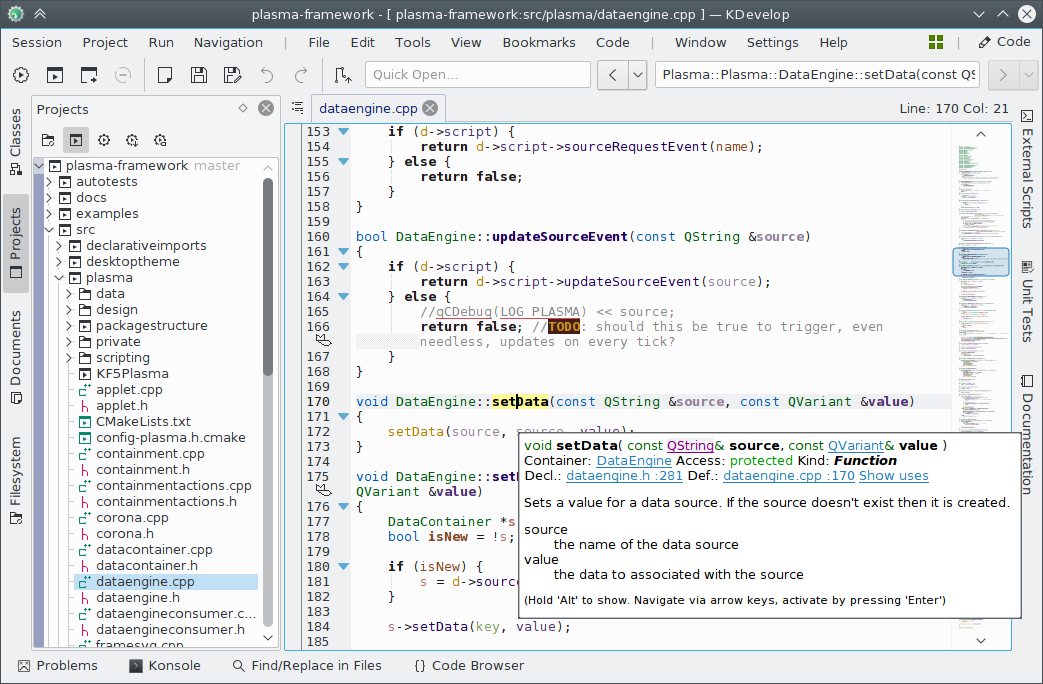 plasma-framework - [ plasma-framework:src/plasma/dataengine.cpp ] — KDevelop
Session Project Run Navigation | File Edit Tools View Bookmarks Code | Window Settings Help | Code
Quick Open...
Plasma::Plasma::DataEngine::setData(const QS
Classes
Projects
Documents
Filesystem
Projects
plasma-framework master
autotests
docs
examples
src
declarativeimports
desktoptheme
plasma
data
design
packagestructure
private
scripting
KF5Plasma
applet.cpp
applet.h
CMakeLists.txt
config-plasma.h.cmake
containment.cpp
containment.h
containmentactions.cpp
containmentactions.h
corona.cpp
corona.h
datacontainer.cpp
datacontainer.h
dataengine.cpp
dataengine.h
dataengineconsumer.c...
dataengineconsumer.h
framesvg.cpp
dataengine.cpp
Line: 170 Col: 21
153 if (d->script) {
154 return d->script->sourceRequestEvent(name);
155 } else {
156 return false;
157 }
158 }
159
160 bool DataEngine::updateSourceEvent(const QString &source)
161 {
162 if (d->script) {
163 return d->script->updateSourceEvent(source);
164 } else {
165 //qCDebug(LOG_PLASMA) << source;
166 return false; //TODO: should this be true to trigger, even
needless, updates on every tick?
167 }
168 }
169
170 void DataEngine::setData(const QString &source, const QVariant &value)
171 {
172 setData(source, source, value);
173 }
174
175 void DataEngine::setD
QVariant &value)
176 {
177 DataContainer *s
178 bool isNew = !s;
179
180 if (isNew) {
181 s = d->sourc
182 }
183
184 s->setData(key, value);
185
void setData( const QString& source, const QVariant& value )
Container: DataEngine Access: protected Kind: Function
Decl.: dataengine.h :281 Def.: dataengine.cpp :170 Show uses
Sets a value for a data source. If the source doesn't exist then it is created.
source
the name of the data source
value
the data to associated with the source
(Hold 'Alt' to show. Navigate via arrow keys, activate by pressing 'Enter')
External Scripts
Unit Tests
Documentation
Problems Konsole Find/Replace in Files {} Code Browser